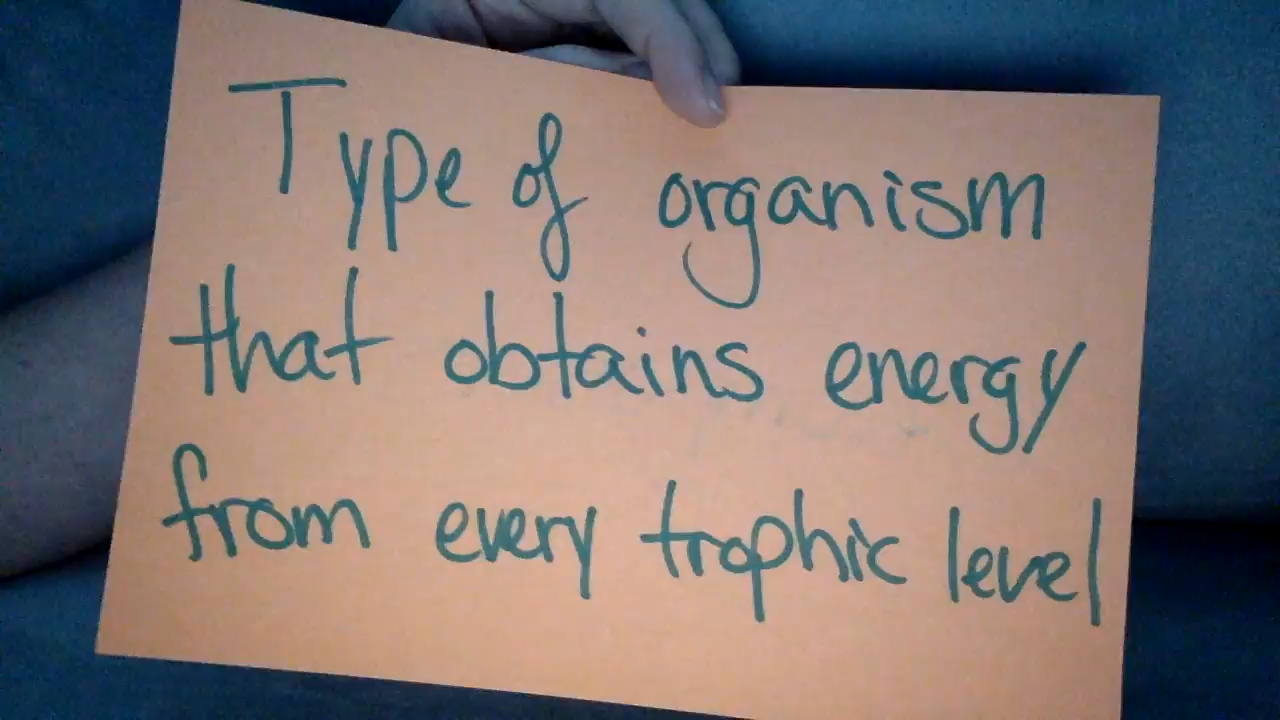 Type of organism
that obtains energy
from every trophic level